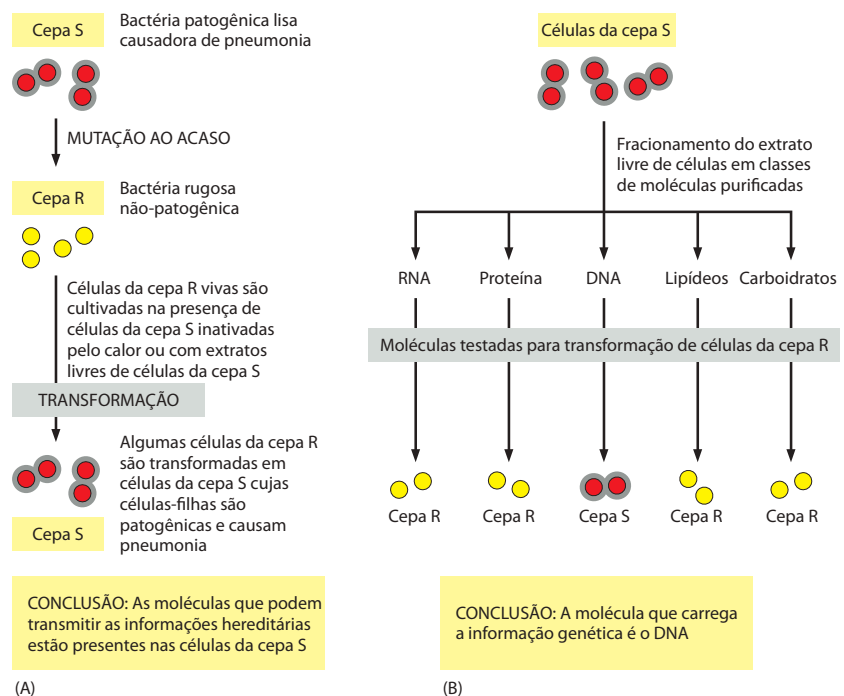 Cepa S
Bactéria patogênica lisa
causadora de pneumonia
MUTAÇÃO AO ACASO
Cepa R
Bactéria rugosa
não-patogênica
Células da cepa R vivas são
cultivadas na presença de
células da cepa S inativadas
pelo calor ou com extratos
livres de células da cepa S
TRANSFORMAÇÃO
Algumas células da cepa R
são transformadas em
células da cepa S cujas
células-filhas são
patogênicas e causam
pneumonia
Cepa S
CONCLUSÃO: As moléculas que podem
transmitir as informações hereditárias
estão presentes nas células da cepa S
(A)
Células da cepa S
Fracionamento do extrato
livre de células em classes
de moléculas purificadas
RNA Proteína DNA Lipídeos Carboidratos
Moléculas testadas para transformação de células da cepa R
Cepa R Cepa R Cepa S Cepa R Cepa R
CONCLUSÃO: A molécula que carrega
a informação genética é o DNA
(B)